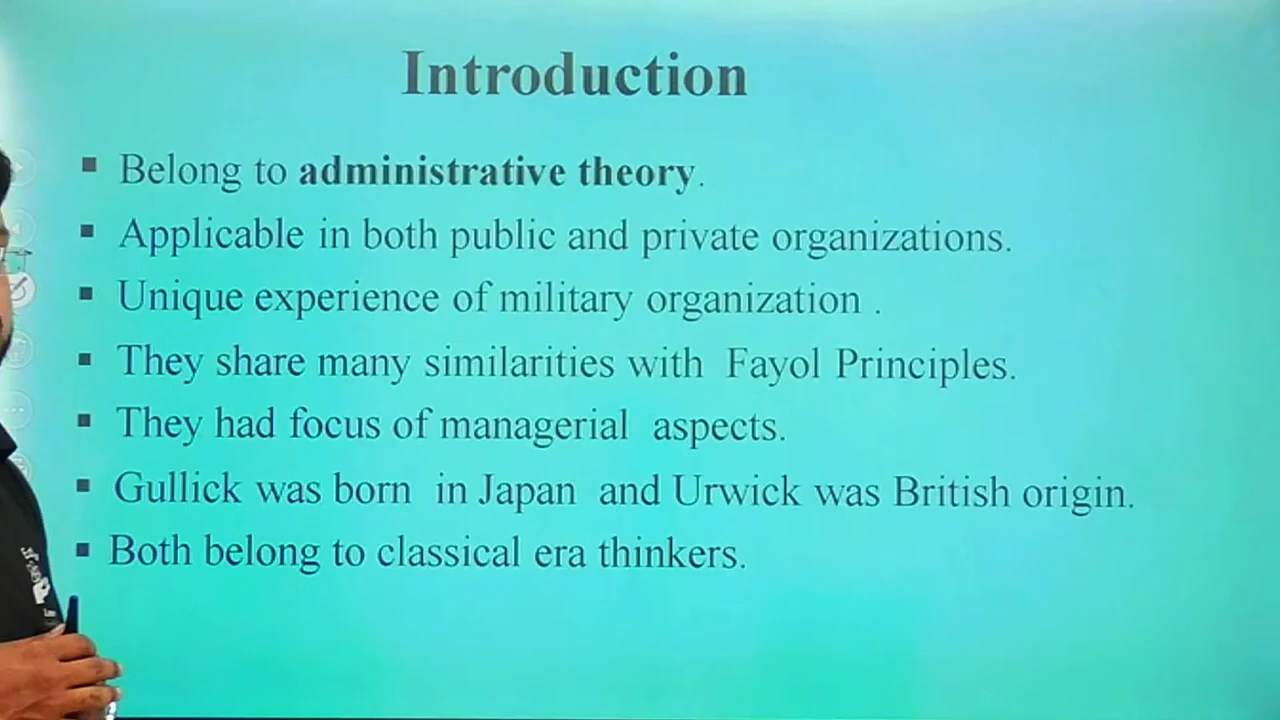 Introduction
Belong to administrative theory.
Applicable in both public and private organizations.
Unique experience of military organization .
They share many similarities with Fayol Principles.
They had focus of managerial aspects.
Gullick was born in Japan and Urwick was British origin.
Both belong to classical era thinkers.